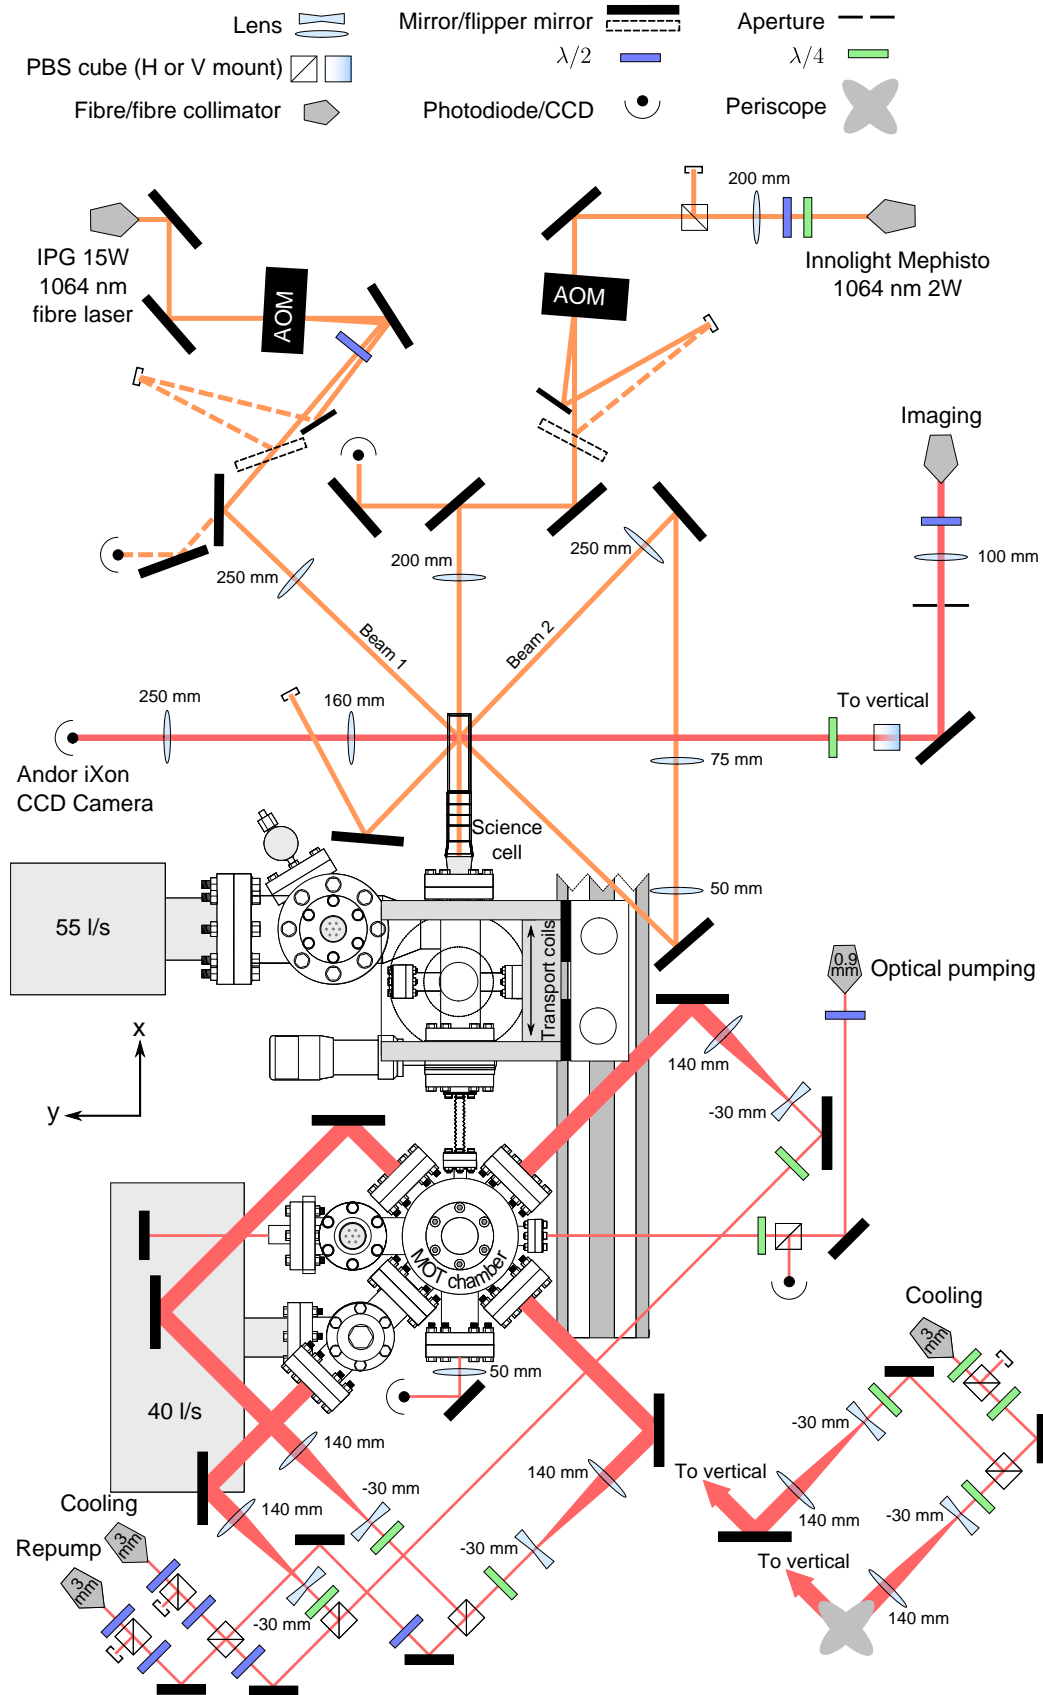 Lens
Mirror/flipper mirror
Aperture
PBS cube (H or V mount)
λ/2
λ/4
Fibre/fibre collimator
Photodiode/CCD
Periscope
200 mm
IPG 15W
1064 nm
fibre laser
AOM
AOM
Innolight Mephisto
1064 nm 2W
Imaging
250 mm
200 mm
250 mm
100 mm
Beam 1
Beam 2
250 mm
160 mm
To vertical
Andor iXon
CCD Camera
75 mm
Science
cell
50 mm
55 l/s
Transport coils
0.9
mm
Optical pumping
x
y
140 mm
-30 mm
MOT chamber
50 mm
40 l/s
Cooling
3
mm
140 mm
-30 mm
140 mm
To vertical
140 mm
-30 mm
-30 mm
140 mm
Cooling
3
mm
Repump
3
mm
140 mm
-30 mm
-30 mm
To vertical
140 mm